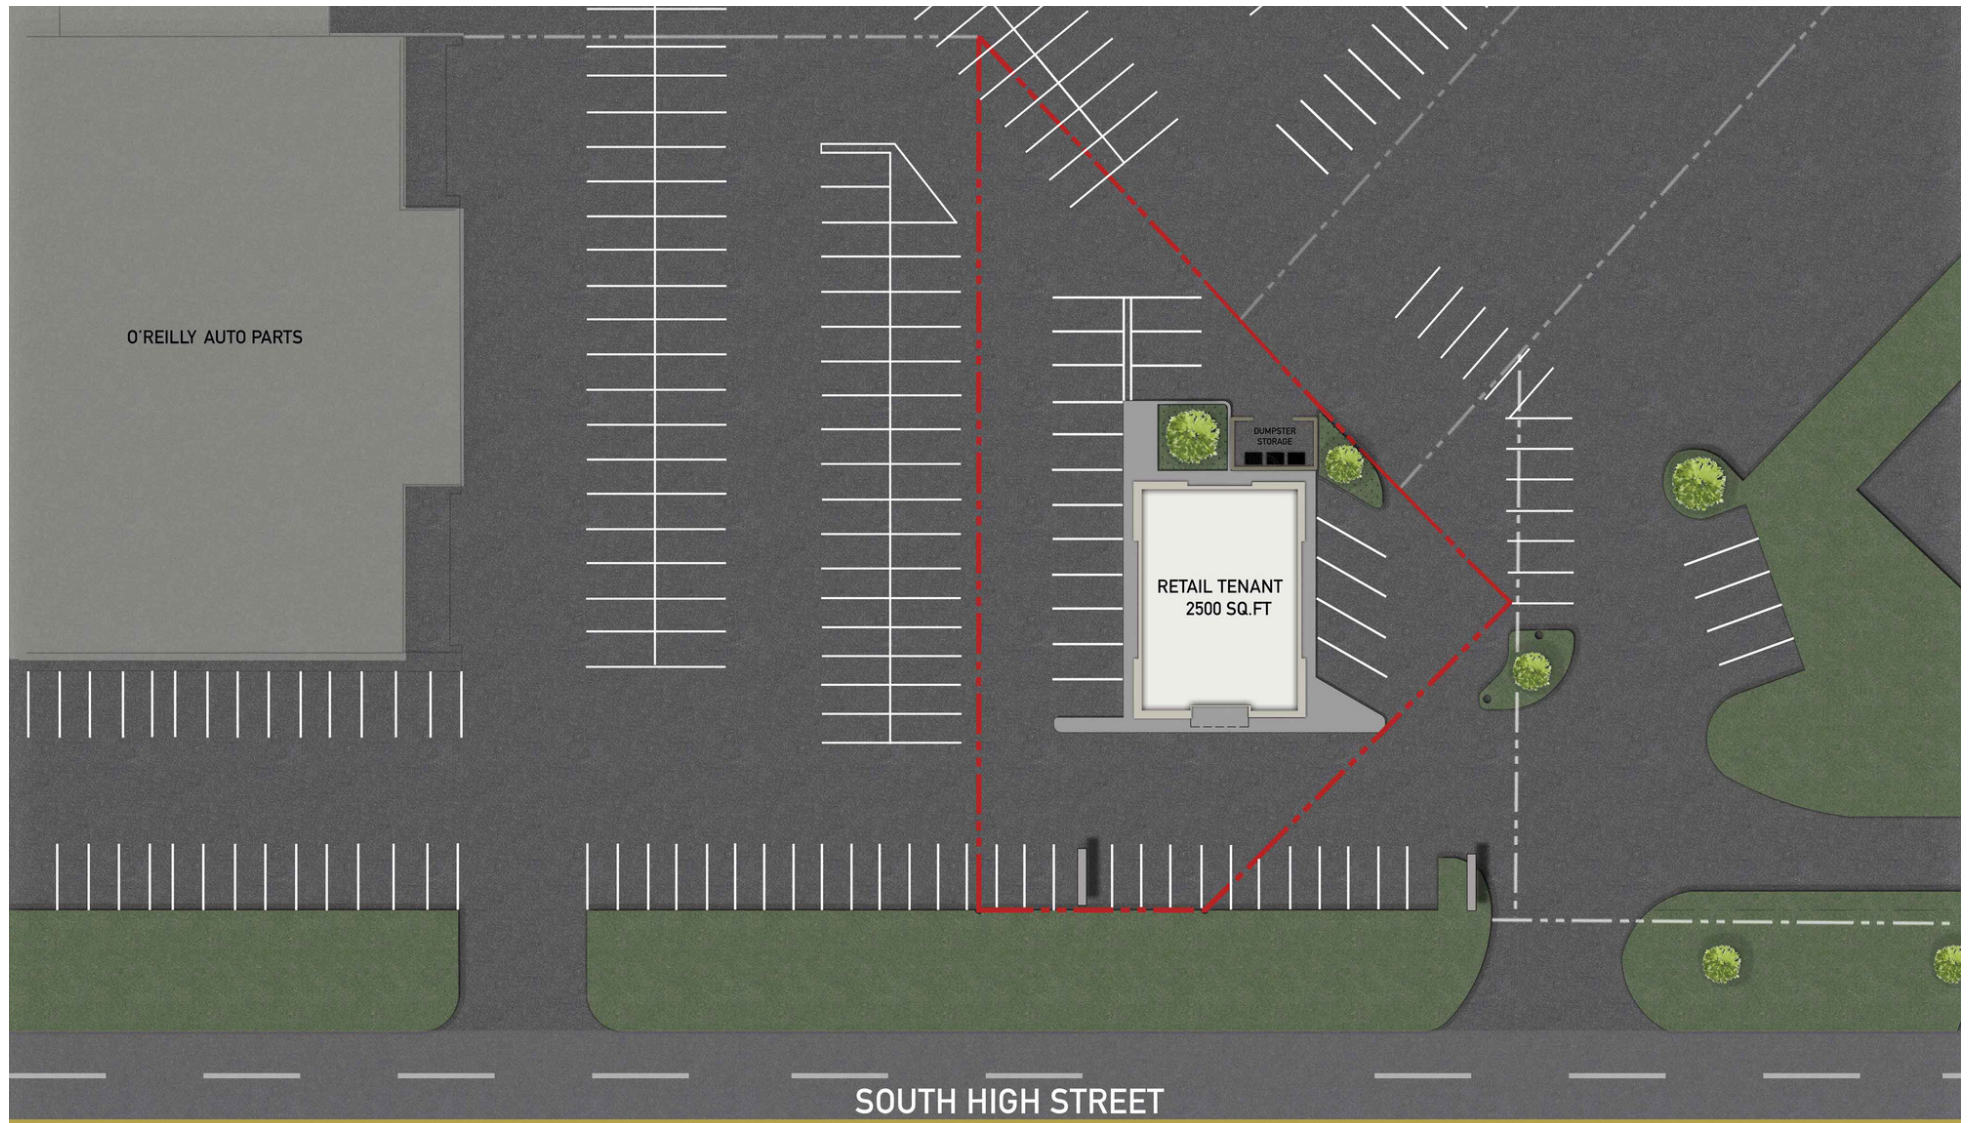 O'REILLY AUTO PARTS
DUMPSTER
STORAGE
RETAIL TENANT
2500 SQ.FT
SOUTH HIGH STREET